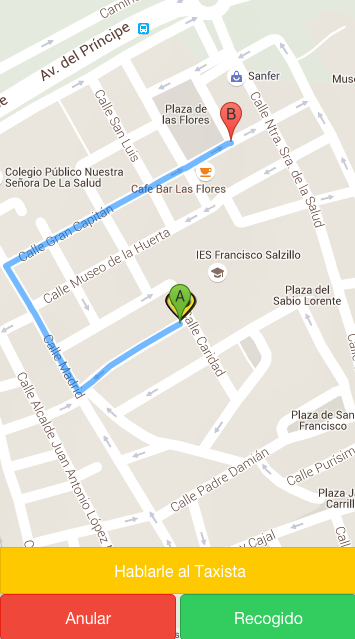 Camino
Av. del Príncipe
Sanfer
Muse
Plaza de
las Flores
B
Calle San Luis
Calle Ntra. Sra. de la Salud
Colegio Público Nuestra
Señora De La Salud
Cafe Bar Las Flores
Calle Gran Capitán
Calle Museo de la Huerta
IES Francisco Salzillo
A
Plaza del
Sabio Lorente
Calle Caridad
Calle Madrid
Calle Alcalde Juan Antonio López M
Plaza de San
Francisco
Calle Padre Damián
Calle Purísim
Plaza J
Carrill
y Cajal
Hablarle al Taxista
Anular
Recogido